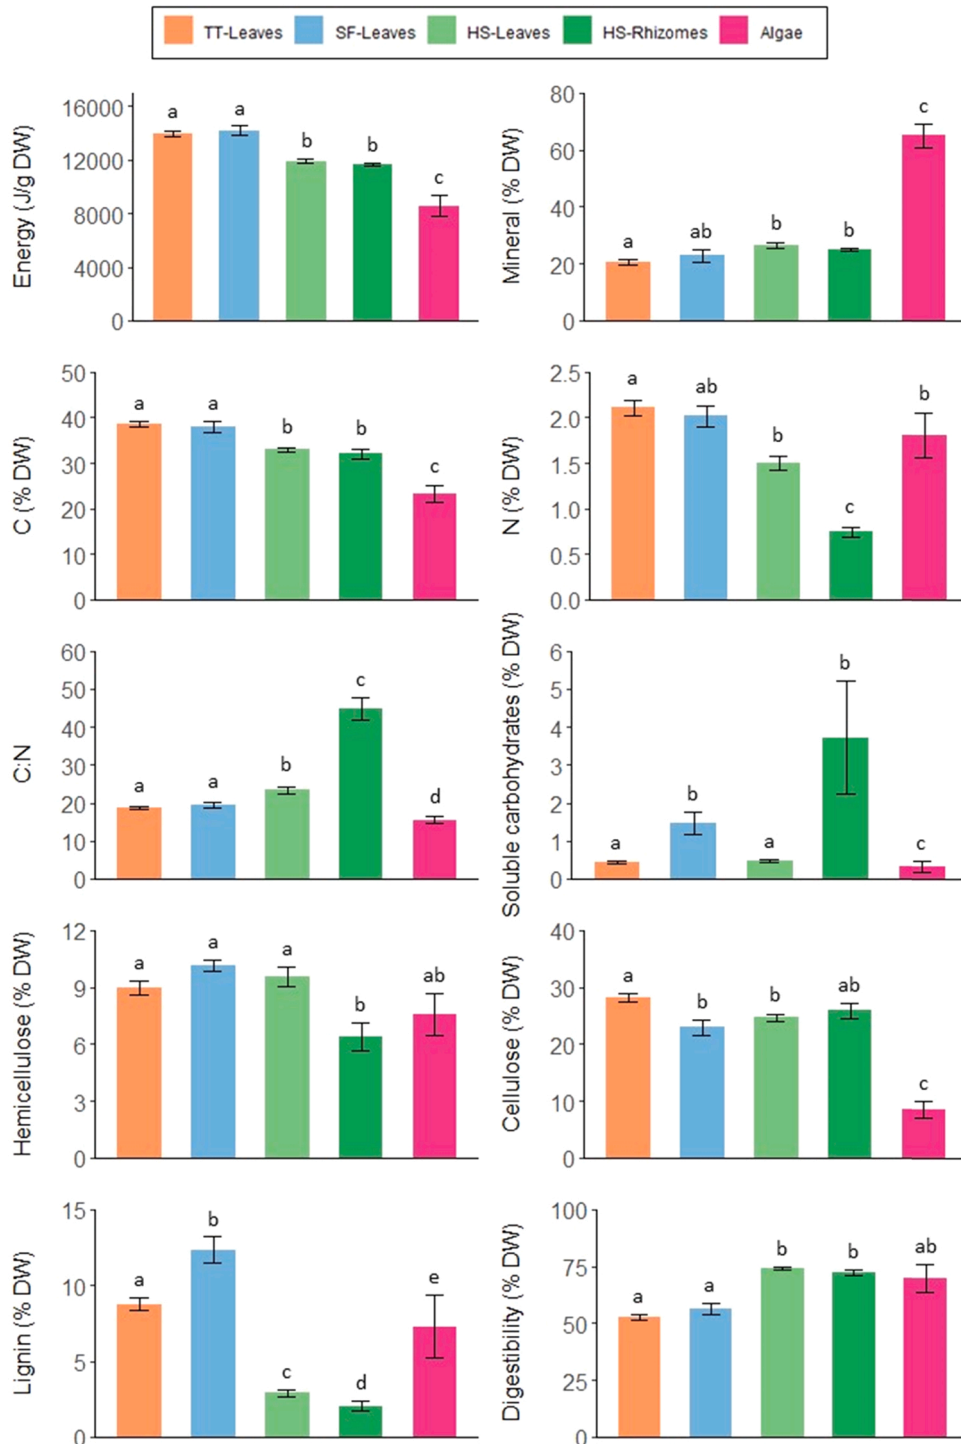 TT-Leaves SF-Leaves HS-Leaves HS-Rhizomes Algae
Energy (J/g DW)
16000
12000
8000
4000
0
a a b b c
Mineral (% DW)
80
60
40
20
0
a ab b b c
C (% DW)
50
40
30
20
10
0
a a b b c
N (% DW)
2.5
2.0
1.5
1.0
0.5
0.0
a ab b c b
C:N
60
50
40
30
20
10
0
a a b c d
Soluble carbohydrates (% DW)
6
5
4
3
2
1
0
a b a b c
Hemicellulose (% DW)
12
9
6
3
0
a a a b ab
Cellulose (% DW)
40
30
20
10
0
a b b ab c
Lignin (% DW)
15
10
5
0
a b c d e
Digestibility (% DW)
100
75
50
25
0
a a b b ab